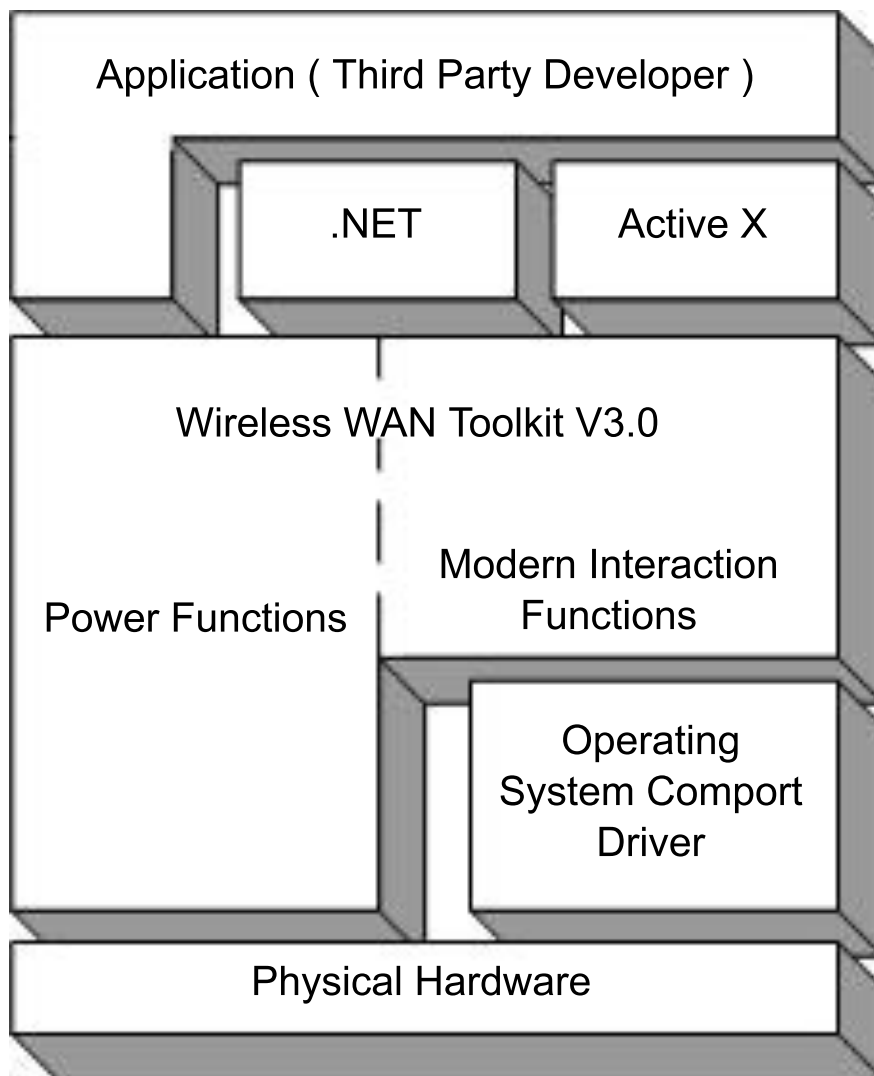 Application ( Third Party Developer )
.NET
Active X
Wireless WAN Toolkit V3.0
Power Functions
Modern Interaction
Functions
Operating
System Comport
Driver
Physical Hardware